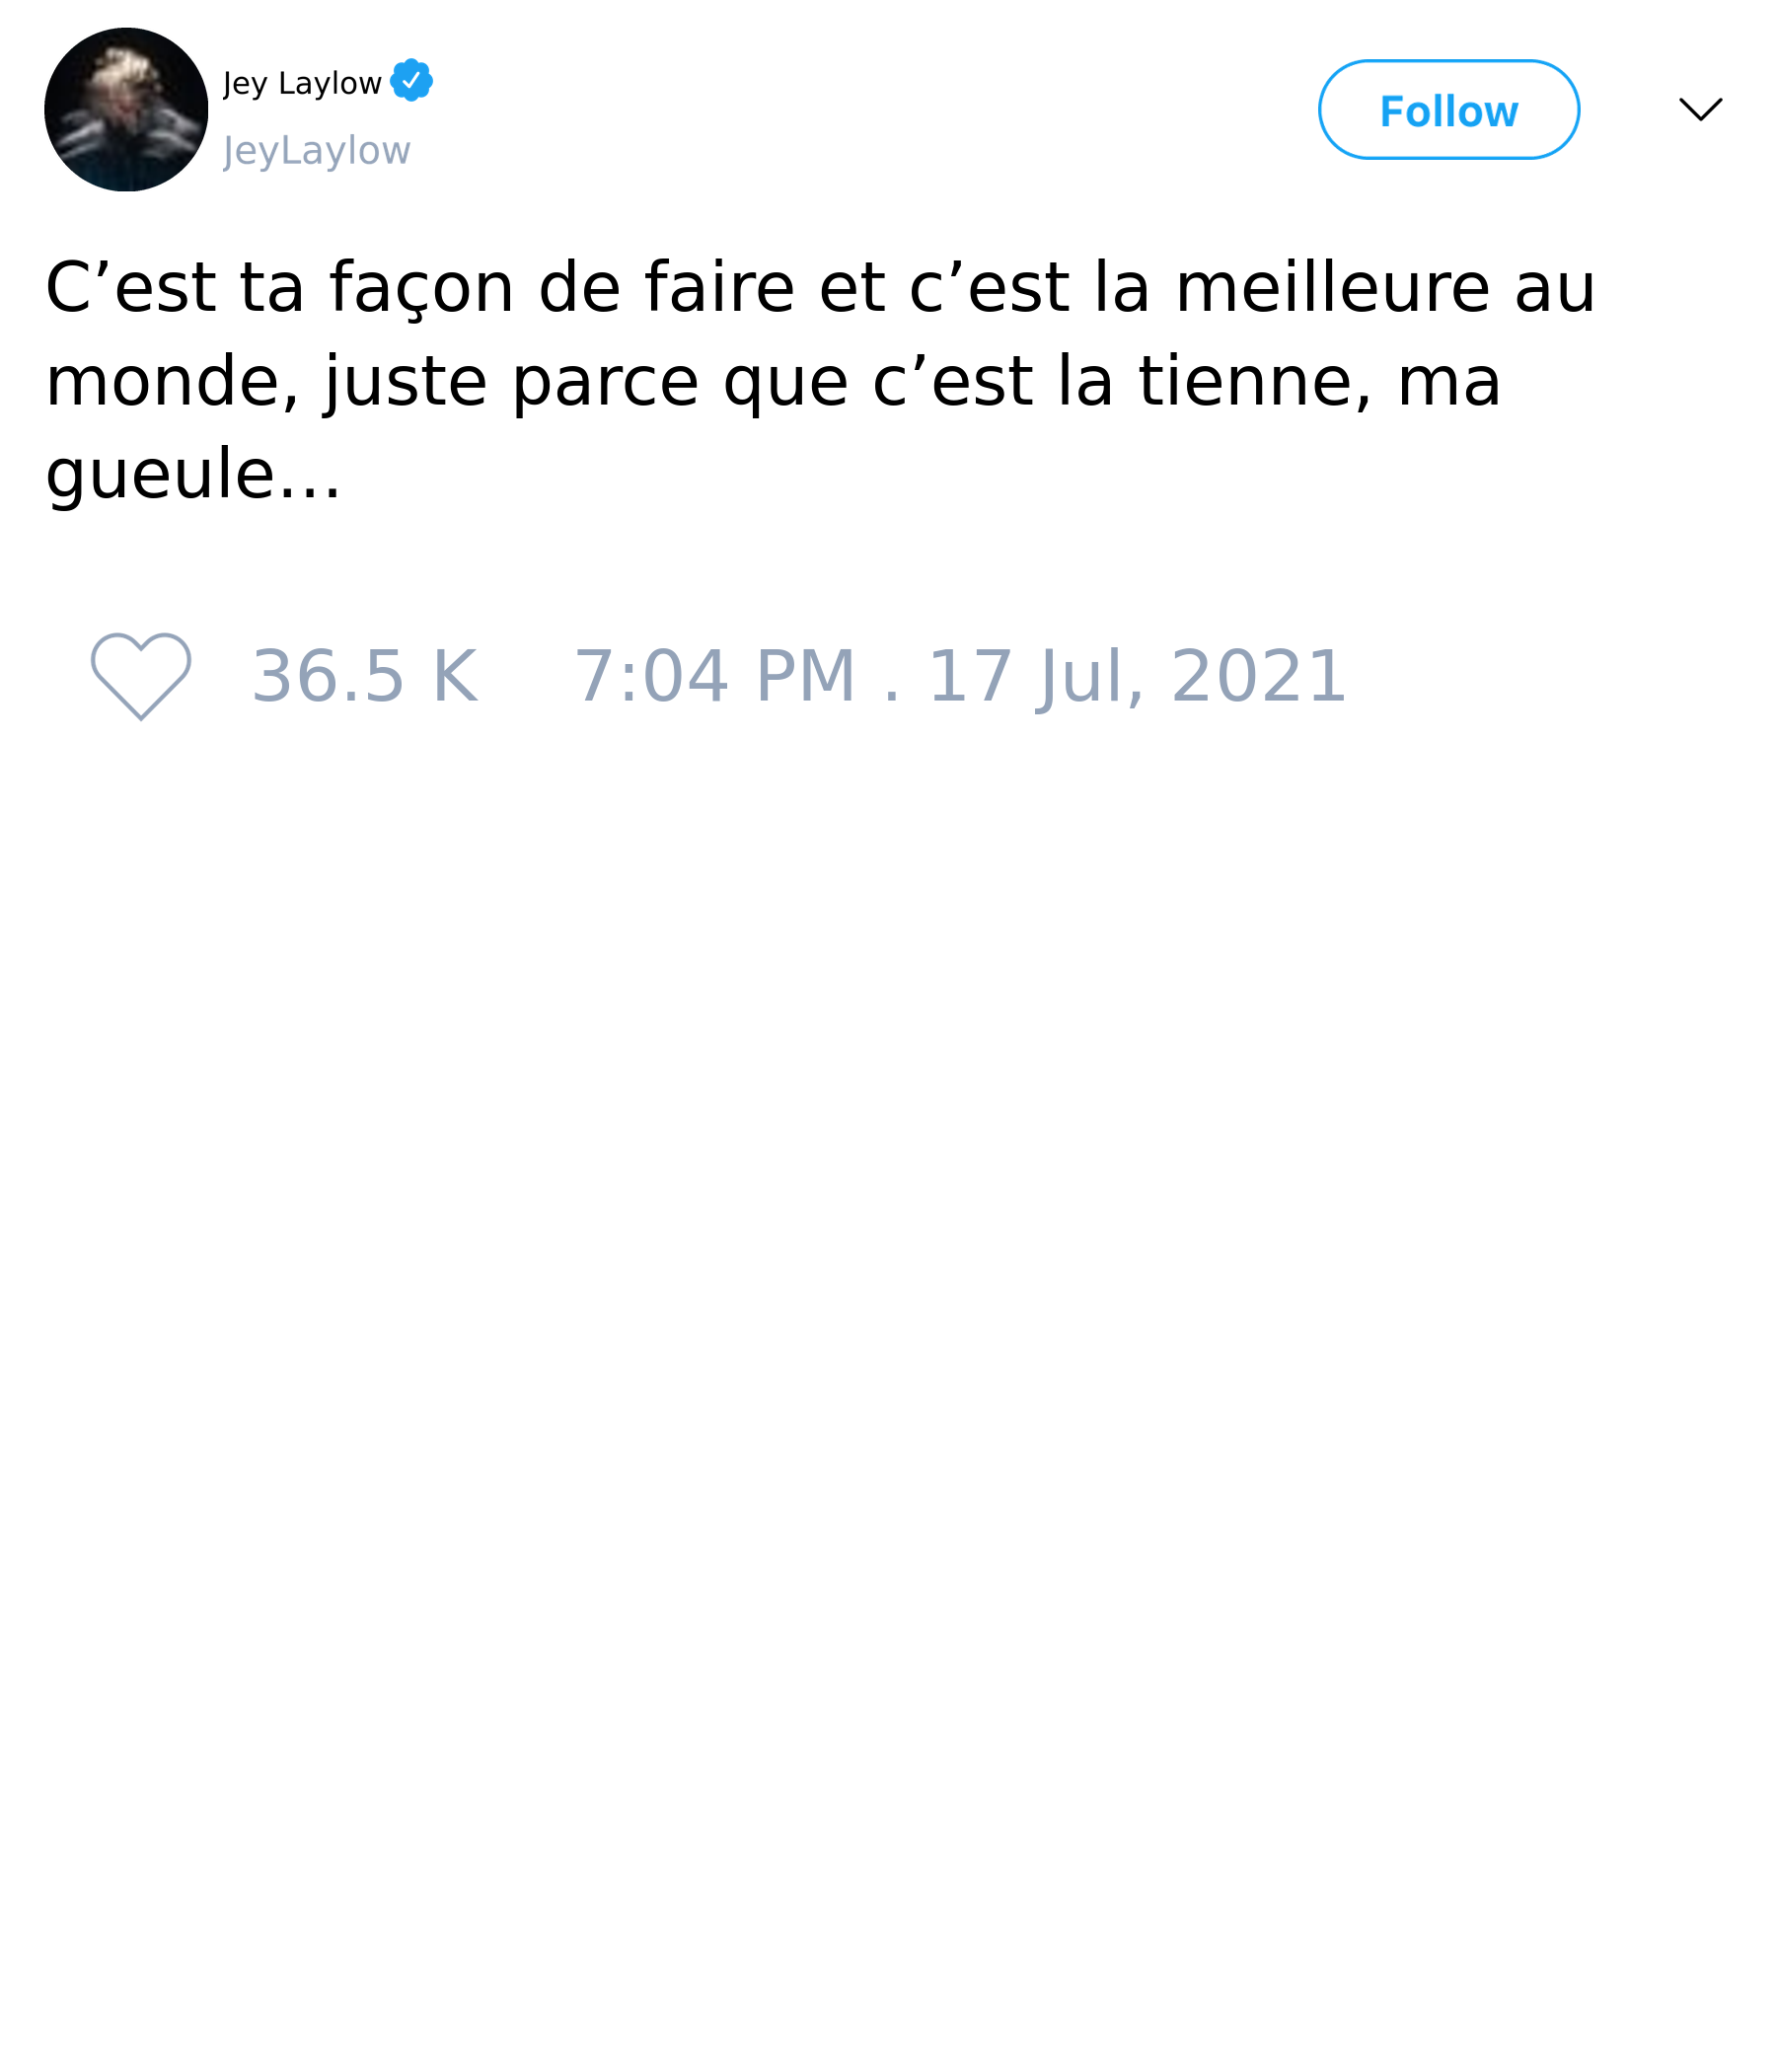 Jey Laylow
JeyLaylow
Follow
C’est ta façon de faire et c’est la meilleure au
monde, juste parce que c’est la tienne, ma
gueule...
36.5 K 7:04 PM . 17 Jul, 2021